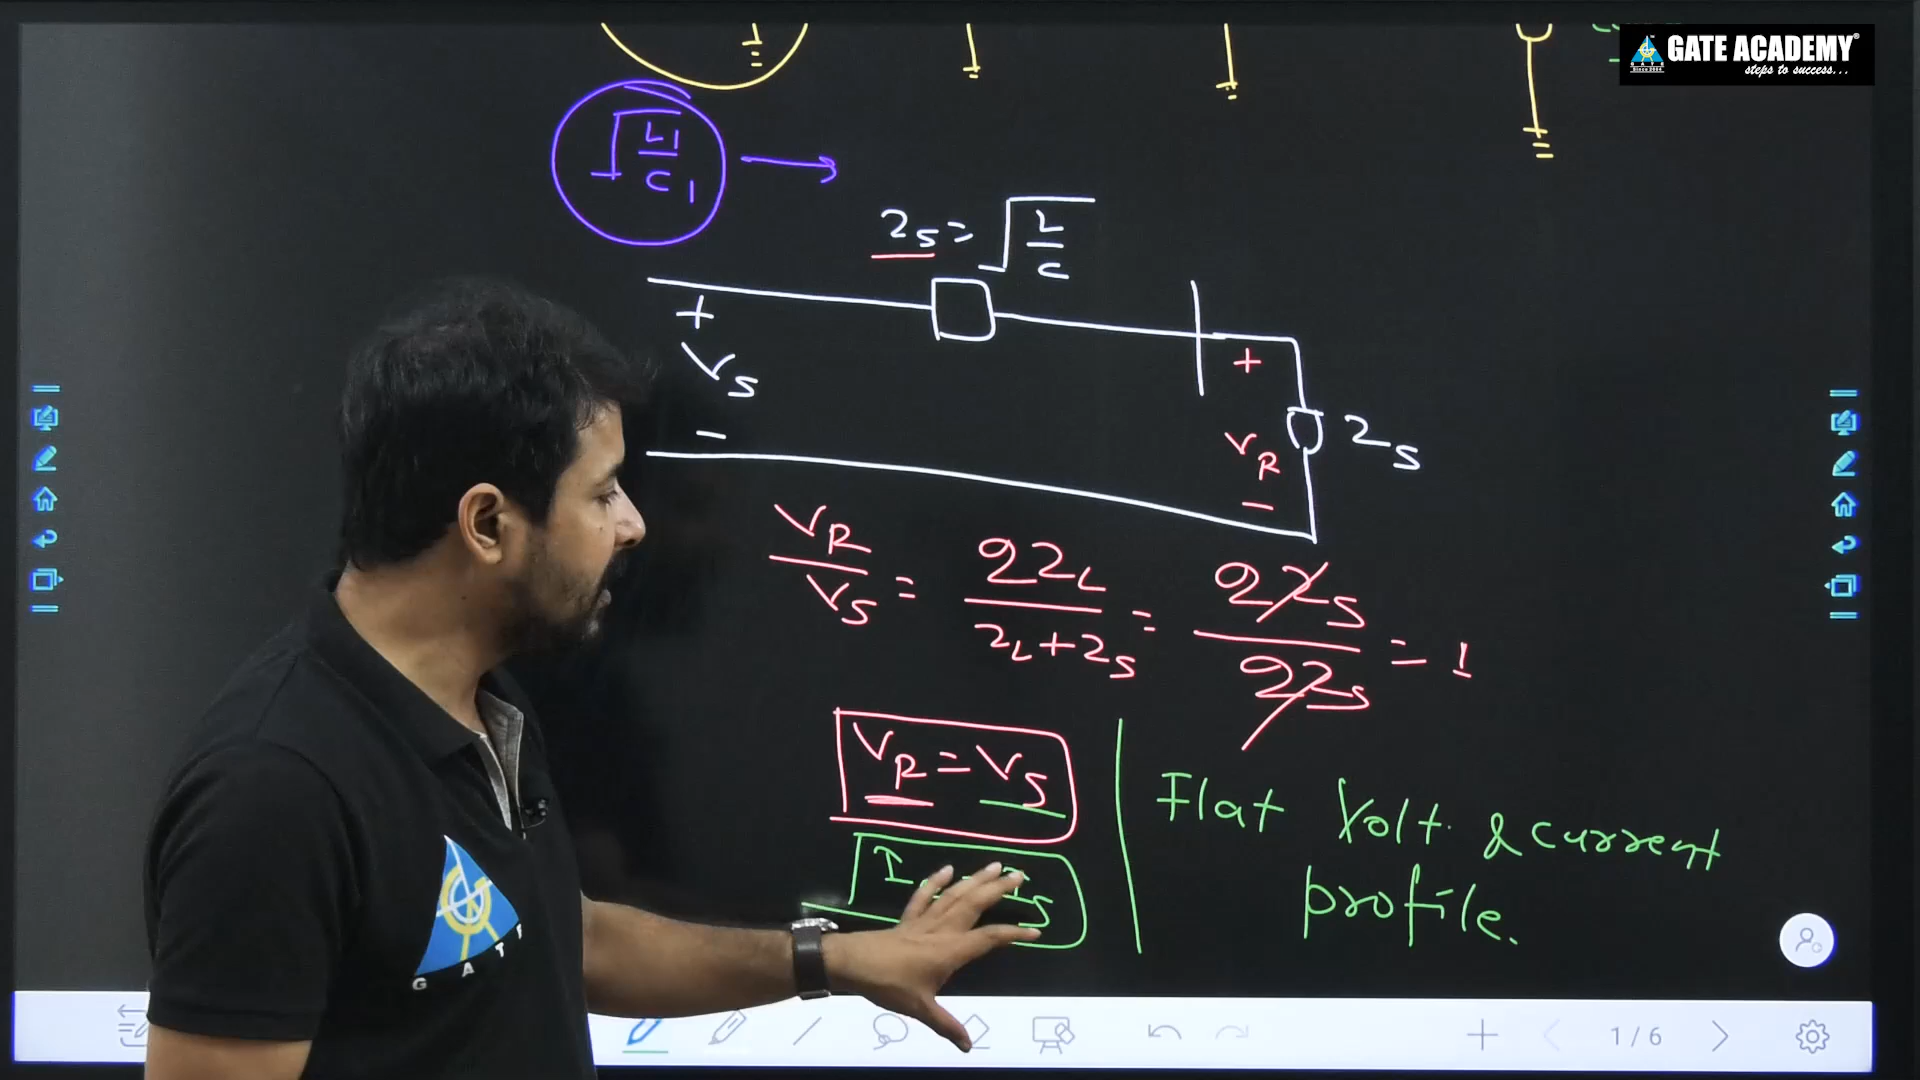 GATE ACADEMY
steps to success...
√(L1/C1) →
Zs = √(L/C)
+
Vs
−
+
VR
−
Zs
VR/Vs = 2ZL/(ZL+Zs) = 2Zs/2Zs = 1
VR = Vs
Flat Volt. & current
profile.
GATE
1/6